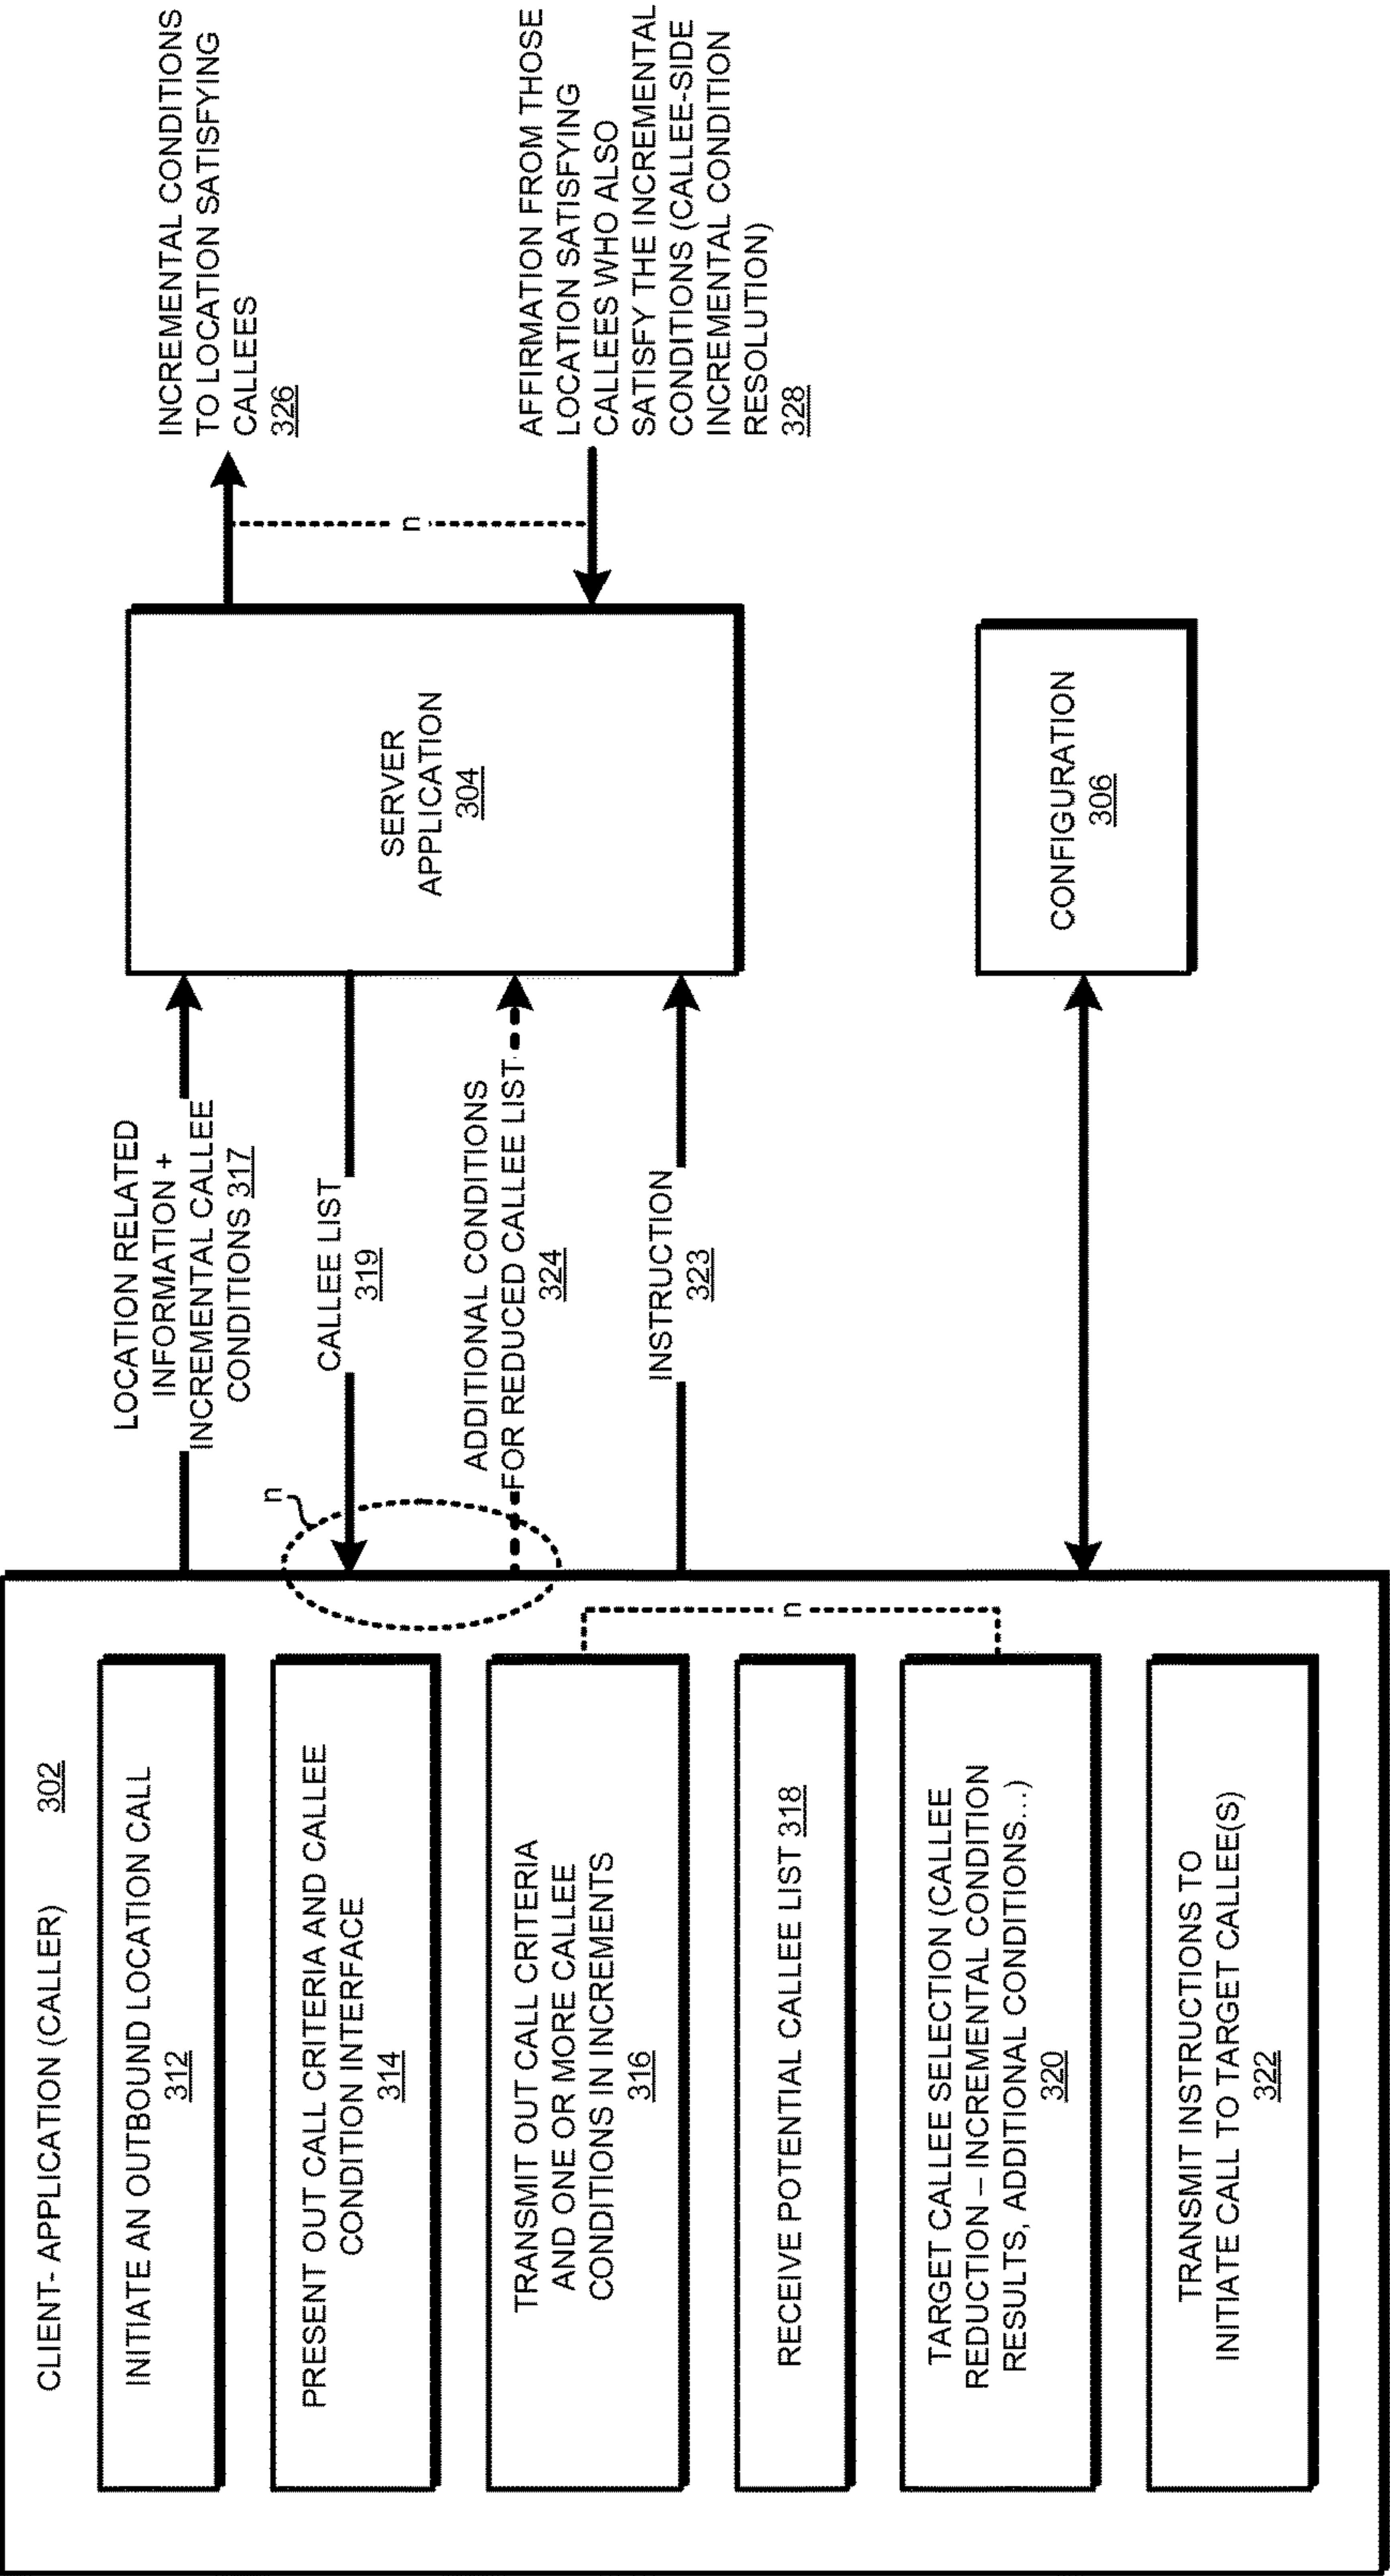 CLIENT- APPLICATION (CALLER) 302
INITIATE AN OUTBOUND LOCATION CALL
312
PRESENT OUT CALL CRITERIA AND CALLEE
CONDITION INTERFACE
314
TRANSMIT OUT CALL CRITERIA
AND ONE OR MORE CALLEE
CONDITIONS IN INCREMENTS
316
RECEIVE POTENTIAL CALLEE LIST 318
TARGET CALLEE SELECTION (CALLEE
REDUCTION – INCREMENTAL CONDITION
RESULTS, ADDITIONAL CONDITIONS...)
320
TRANSMIT INSTRUCTIONS TO
INITIATE CALL TO TARGET CALLEE(S)
322
n
n
LOCATION RELATED
INFORMATION +
INCREMENTAL CALLEE
CONDITIONS 317
CALLEE LIST
319
ADDITIONAL CONDITIONS
FOR REDUCED CALLEE LIST
324
INSTRUCTION
323
SERVER
APPLICATION
304
CONFIGURATION
306
n
INCREMENTAL CONDITIONS
TO LOCATION SATISFYING
CALLEES
326
AFFIRMATION FROM THOSE
LOCATION SATISFYING
CALLEES WHO ALSO
SATISFY THE INCREMENTAL
CONDITIONS (CALLEE-SIDE
INCREMENTAL CONDITION
RESOLUTION)
328